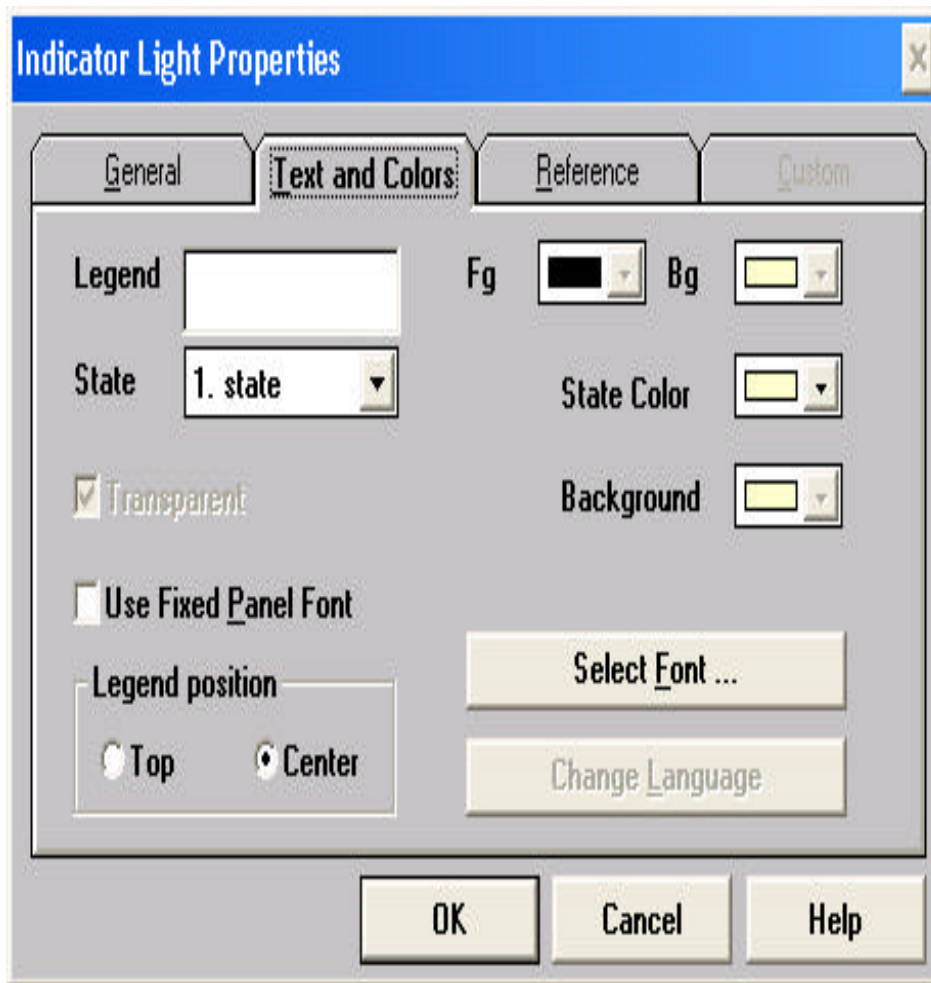 Indicator Light Properties
General Text and Colors Reference Custom
Legend Fg Bg
State 1. state State Color
Transparent Background
Use Fixed Panel Font
Legend position Select Font ...
Top Center Change Language
OK Cancel Help